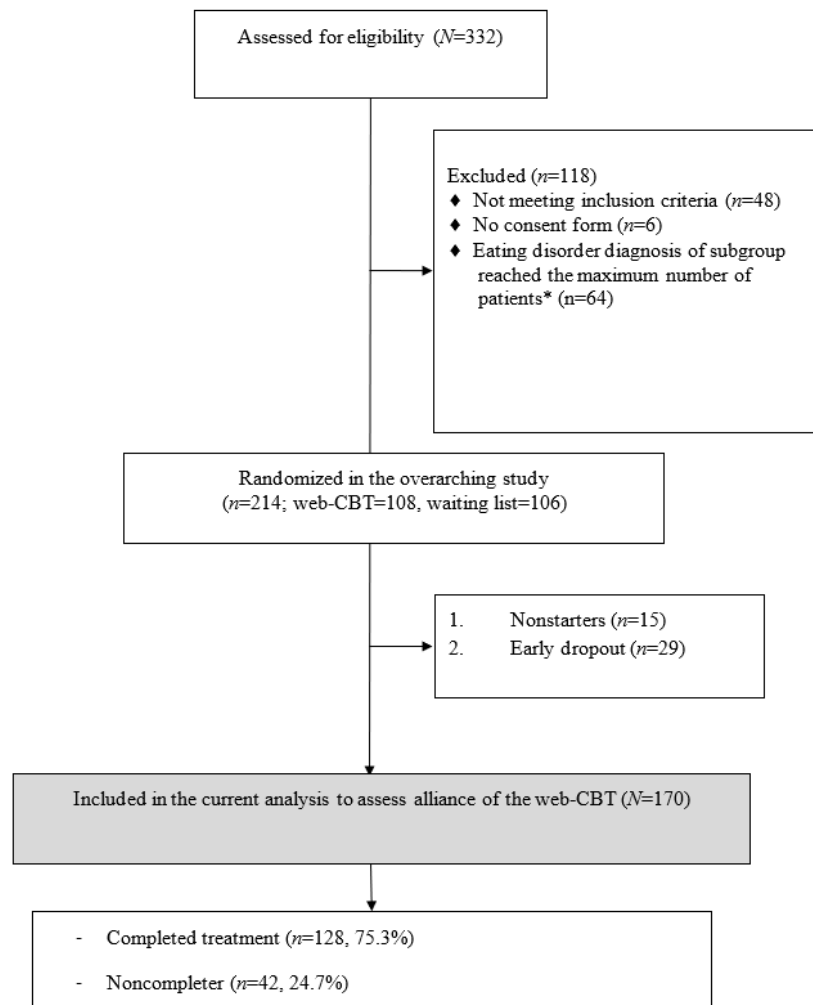 Assessed for eligibility (N=332)
Excluded (n=118)
♦ Not meeting inclusion criteria (n=48)
♦ No consent form (n=6)
♦ Eating disorder diagnosis of subgroup
reached the maximum number of
patients* (n=64)
Randomized in the overarching study
(n=214; web-CBT=108, waiting list=106)
1. Nonstarters (n=15)
2. Early dropout (n=29)
Included in the current analysis to assess alliance of the web-CBT (N=170)
- Completed treatment (n=128, 75.3%)
- Noncompleter (n=42, 24.7%)